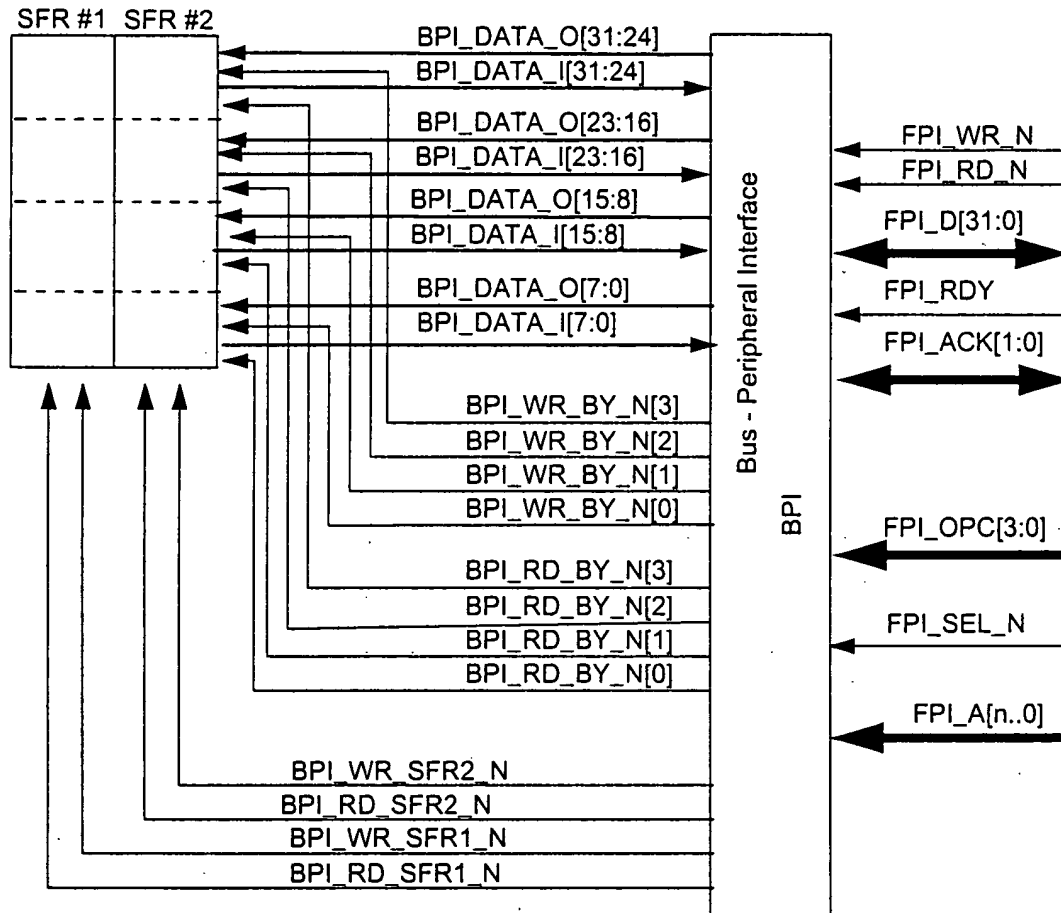 SFR #1 SFR #2
BPI_DATA_O[31:24]
BPI_DATA_I[31:24]
BPI_DATA_O[23:16]
BPI_DATA_I[23:16]
BPI_DATA_O[15:8]
BPI_DATA_I[15:8]
BPI_DATA_O[7:0]
BPI_DATA_I[7:0]
BPI_WR_BY_N[3]
BPI_WR_BY_N[2]
BPI_WR_BY_N[1]
BPI_WR_BY_N[0]
BPI_RD_BY_N[3]
BPI_RD_BY_N[2]
BPI_RD_BY_N[1]
BPI_RD_BY_N[0]
BPI_WR_SFR2_N
BPI_RD_SFR2_N
BPI_WR_SFR1_N
BPI_RD_SFR1_N
Bus - Peripheral Interface
BPI
FPI_WR_N
FPI_RD_N
FPI_D[31:0]
FPI_RDY
FPI_ACK[1:0]
FPI_OPC[3:0]
FPI_SEL_N
FPI_A[n..0]